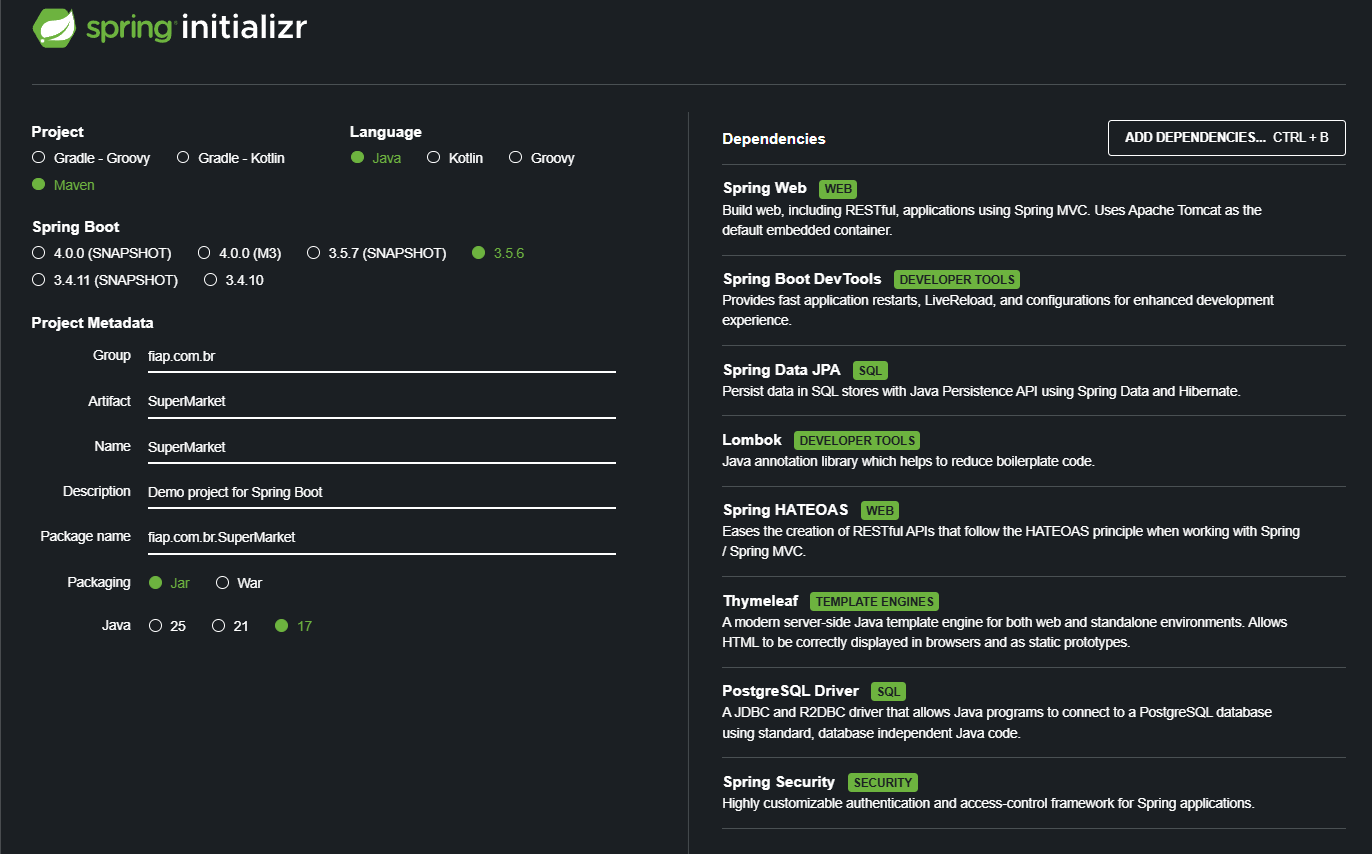 spring initializr
Project
Gradle - Groovy Gradle - Kotlin
Maven
Language
Java Kotlin Groovy
Spring Boot
4.0.0 (SNAPSHOT) 4.0.0 (M3) 3.5.7 (SNAPSHOT) 3.5.6
3.4.11 (SNAPSHOT) 3.4.10
Project Metadata
Group fiap.com.br
Artifact SuperMarket
Name SuperMarket
Description Demo project for Spring Boot
Package name fiap.com.br.SuperMarket
Packaging Jar War
Java 25 21 17
Dependencies ADD DEPENDENCIES... CTRL + B
Spring Web WEB
Build web, including RESTful, applications using Spring MVC. Uses Apache Tomcat as the
default embedded container.
Spring Boot DevTools DEVELOPER TOOLS
Provides fast application restarts, LiveReload, and configurations for enhanced development
experience.
Spring Data JPA SQL
Persist data in SQL stores with Java Persistence API using Spring Data and Hibernate.
Lombok DEVELOPER TOOLS
Java annotation library which helps to reduce boilerplate code.
Spring HATEOAS WEB
Eases the creation of RESTful APIs that follow the HATEOAS principle when working with Spring
/ Spring MVC.
Thymeleaf TEMPLATE ENGINES
A modern server-side Java template engine for both web and standalone environments. Allows
HTML to be correctly displayed in browsers and as static prototypes.
PostgreSQL Driver SQL
A JDBC and R2DBC driver that allows Java programs to connect to a PostgreSQL database
using standard, database independent Java code.
Spring Security SECURITY
Highly customizable authentication and access-control framework for Spring applications.